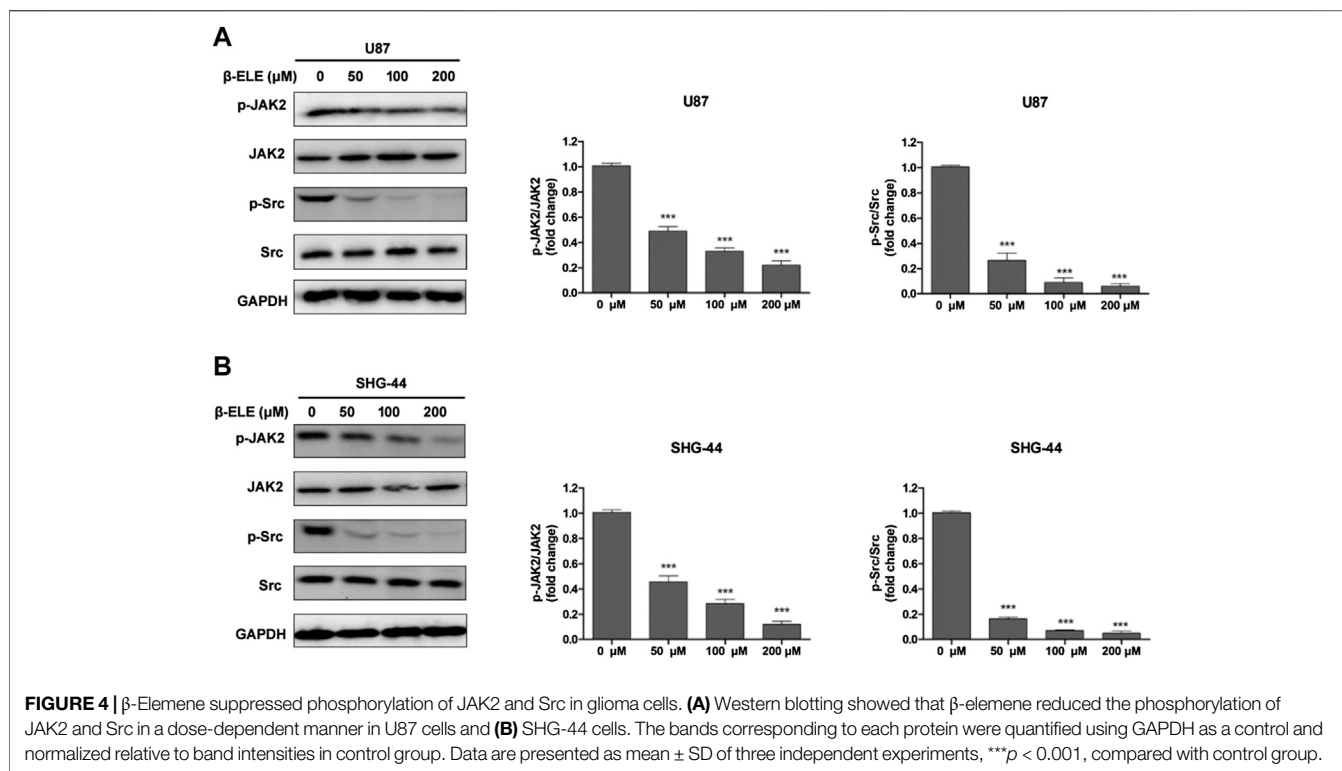 A
U87
β-ELE (µM) 0 50 100 200
p-JAK2
JAK2
p-Src
Src
GAPDH
U87
p-JAK2/JAK2
(fold change)
1.2
1.0
0.8
0.6
0.4
0.2
0.0
***
***
***
0 µM 50 µM 100 µM 200 µM
U87
p-Src/Src
(fold change)
1.2
1.0
0.8
0.6
0.4
0.2
0.0
***
***
***
0 µM 50 µM 100 µM 200 µM
B
SHG-44
β-ELE (µM) 0 50 100 200
p-JAK2
JAK2
p-Src
Src
GAPDH
SHG-44
p-JAK2/JAK2
(fold change)
1.2
1.0
0.8
0.6
0.4
0.2
0.0
***
***
***
0 µM 50 µM 100 µM 200 µM
SHG-44
p-Src/Src
(fold change)
1.2
1.0
0.8
0.6
0.4
0.2
0.0
***
***
***
0 µM 50 µM 100 µM 200 µM
FIGURE 4 | β-Elemene suppressed phosphorylation of JAK2 and Src in glioma cells. (A) Western blotting showed that β-elemene reduced the phosphorylation of
JAK2 and Src in a dose-dependent manner in U87 cells and (B) SHG-44 cells. The bands corresponding to each protein were quantified using GAPDH as a control and
normalized relative to band intensities in control group. Data are presented as mean ± SD of three independent experiments, ***p < 0.001, compared with control group.